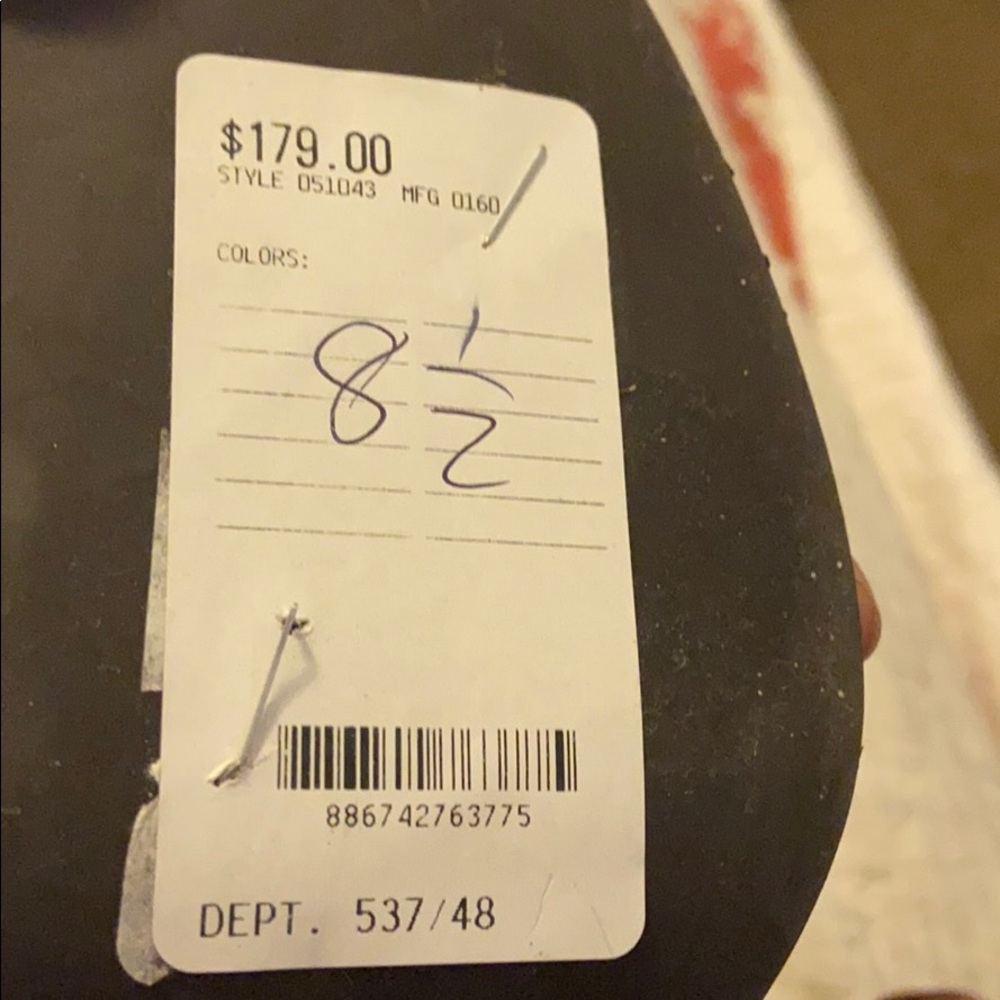 $179.00
STYLE 051043 MFG 0160
COLORS:
8 1/2
886742763775
DEPT. 537/48